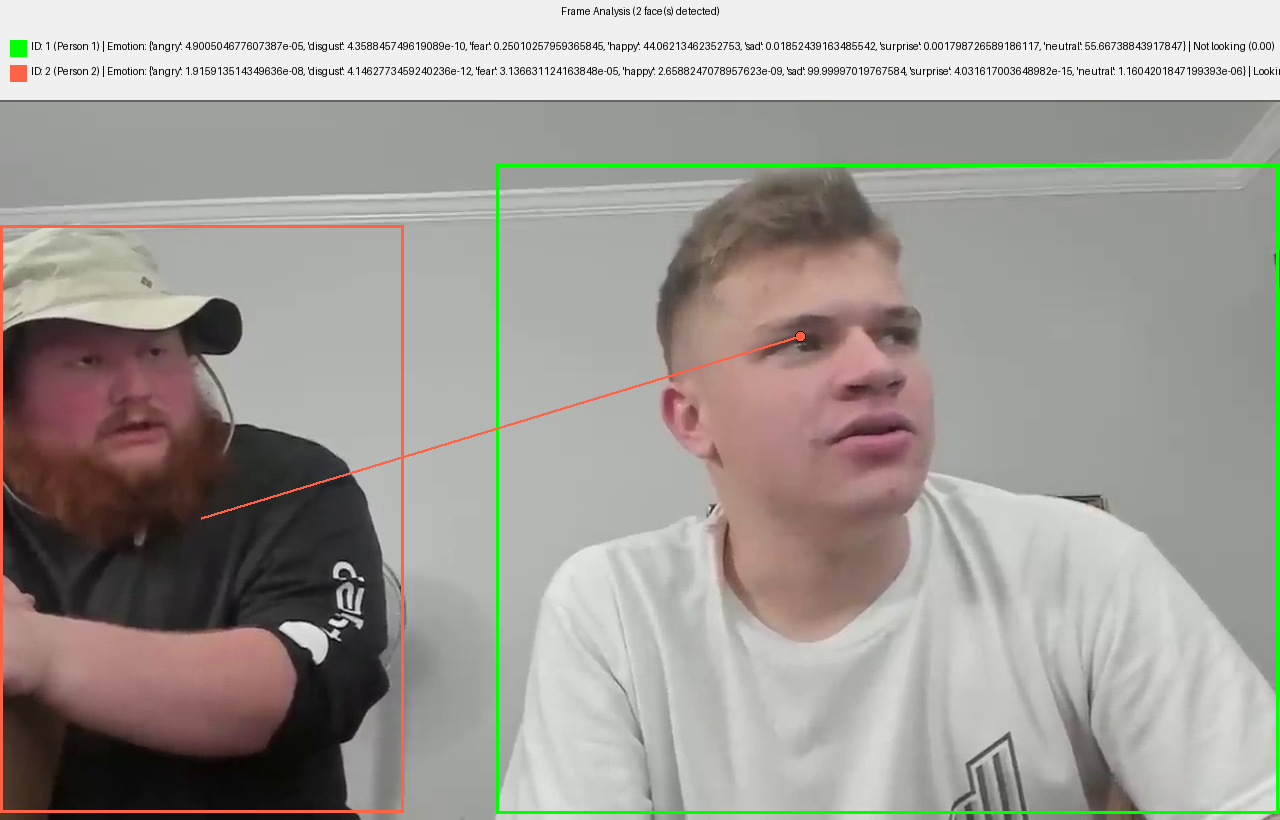 Frame Analysis (2 face(s) detected)
ID: 1 (Person 1) | Emotion: {'angry': 4.900504677607387e-05, 'disgust': 4.358845749619089e-10, 'fear': 0.25010257959365845, 'happy': 44.06213462352753, 'sad': 0.01852439163485542, 'surprise': 0.001798726589186117, 'neutral': 55.66738843917847} | Not looking (0.00)
ID: 2 (Person 2) | Emotion: {'angry': 1.915913514349636e-08, 'disgust': 4.1462773459240236e-12, 'fear': 3.136631124163848e-05, 'happy': 2.6588247078957623e-09, 'sad': 99.99997019767584, 'surprise': 4.031617003648982e-15, 'neutral': 1.1604201847199393e-06} | Lookin